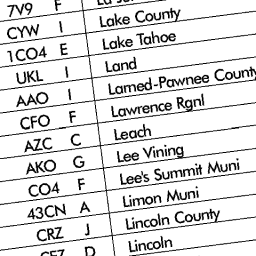 7V9 F
CYW I Lake County
1CO4 E Lake Tahoe
UKL I Land
AAO I Larned-Pawnee County
CFO F Lawrence Rgnl
AZC C Leach
AKO G Lee Vining
CO4 F Lee's Summit Muni
43CN A Limon Muni
CRZ J Lincoln County
D Lincoln